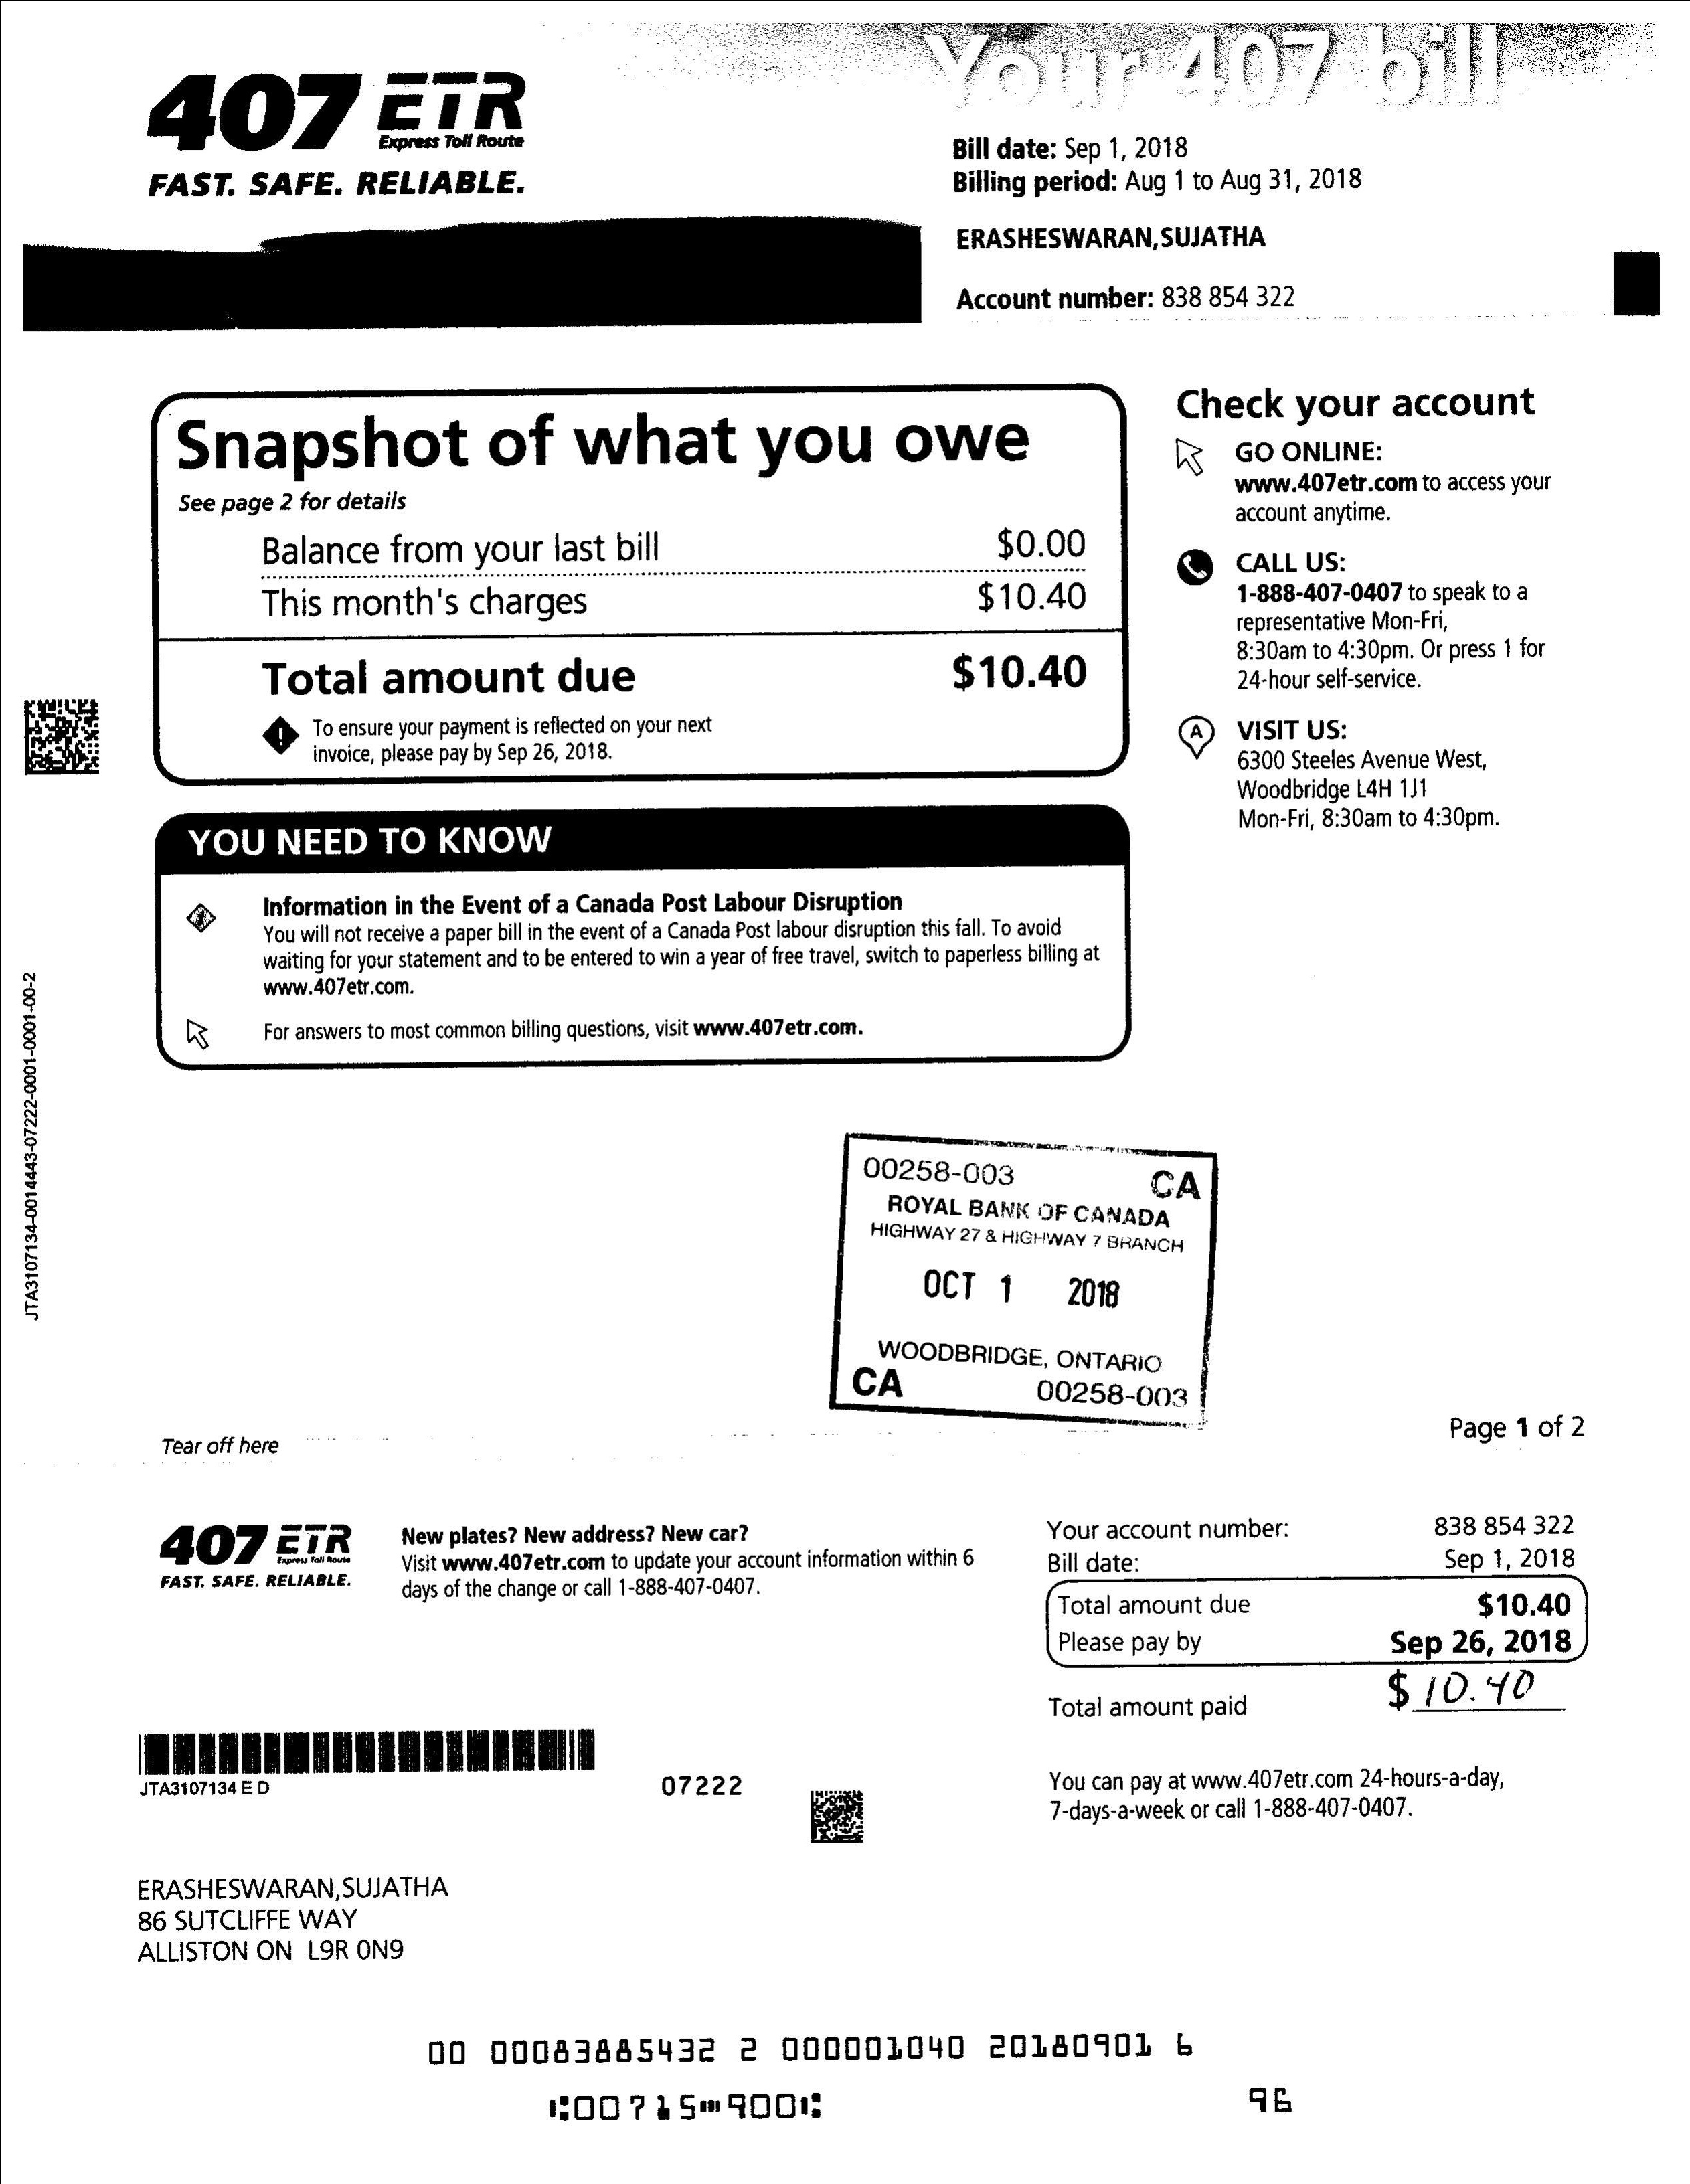 Your 407 bill
407 ETR
Express Toll Route
FAST. SAFE. RELIABLE.
Bill date: Sep 1, 2018
Billing period: Aug 1 to Aug 31, 2018
ERASHESWARAN,SUJATHA
Account number: 838 854 322
Snapshot of what you owe
See page 2 for details
Balance from your last bill $0.00
This month's charges $10.40
Total amount due $10.40
To ensure your payment is reflected on your next
invoice, please pay by Sep 26, 2018.
Check your account
GO ONLINE:
www.407etr.com to access your
account anytime.
CALL US:
1-888-407-0407 to speak to a
representative Mon-Fri,
8:30am to 4:30pm. Or press 1 for
24-hour self-service.
A
VISIT US:
6300 Steeles Avenue West,
Woodbridge L4H 1J1
Mon-Fri, 8:30am to 4:30pm.
YOU NEED TO KNOW
Information in the Event of a Canada Post Labour Disruption
You will not receive a paper bill in the event of a Canada Post labour disruption this fall. To avoid
waiting for your statement and to be entered to win a year of free travel, switch to paperless billing at
www.407etr.com.
For answers to most common billing questions, visit www.407etr.com.
JTA3107134-0014443-07222-0001-0001-00-2
00258-003 CA
ROYAL BANK OF CANADA
HIGHWAY 27 & HIGHWAY 7 BRANCH
OCT 1 2018
WOODBRIDGE, ONTARIO
CA 00258-003
Page 1 of 2
Tear off here
407 ETR
Express Toll Route
FAST. SAFE. RELIABLE.
New plates? New address? New car?
Visit www.407etr.com to update your account information within 6
days of the change or call 1-888-407-0407.
Your account number: 838 854 322
Bill date: Sep 1, 2018
Total amount due $10.40
Please pay by Sep 26, 2018
Total amount paid $ 10.40
JTA3107134 E D
07222
You can pay at www.407etr.com 24-hours-a-day,
7-days-a-week or call 1-888-407-0407.
ERASHESWARAN,SUJATHA
86 SUTCLIFFE WAY
ALLISTON ON L9R 0N9
00 00083885432 2 000001040 20180901 6
⑆00715⑉900⑆ 96